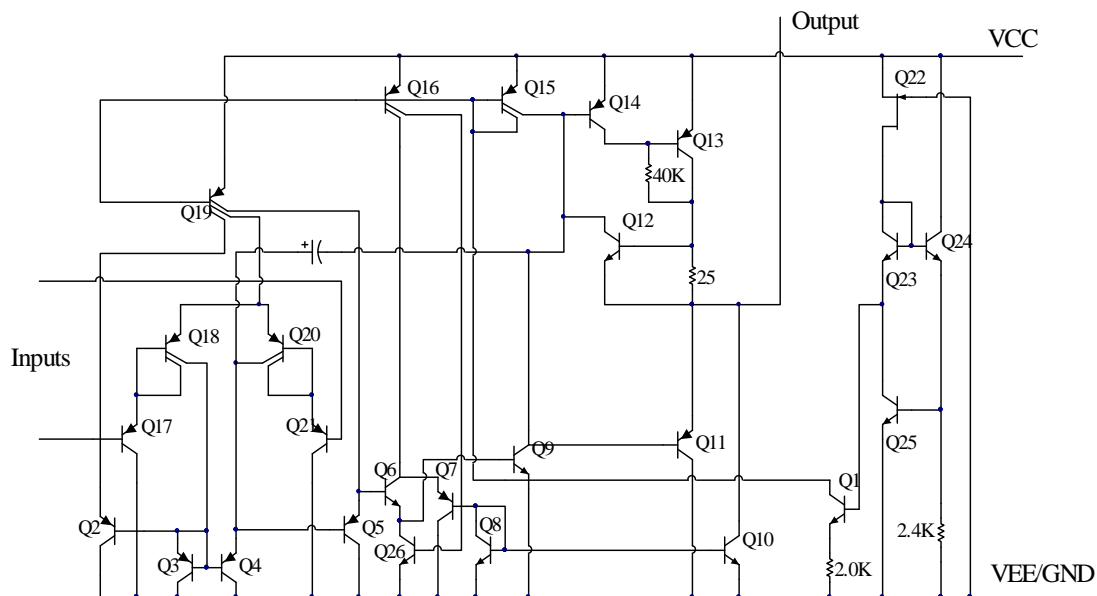 Output
VCC
Q22
Q16
Q15
Q14
Q13
40K
Q19
Q12
Q24
+
25
Q23
Q18
Q20
Inputs
Q17
Q21
Q9
Q11
Q25
Q6
Q7
Q1
Q2
Q5
Q8
Q10
2.4K
Q26
Q3
Q4
2.0K
VEE/GND